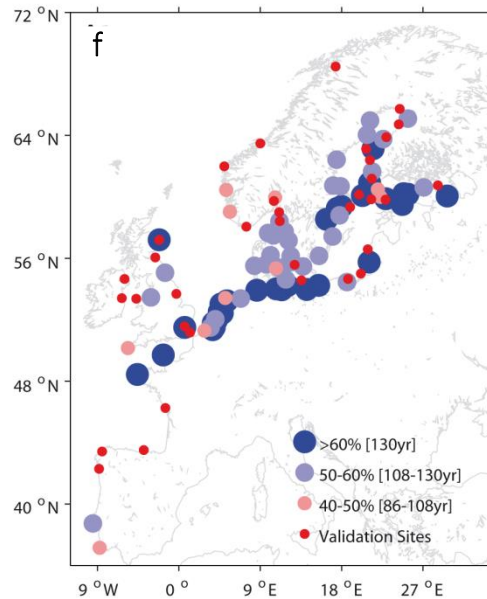 72 °N
f
64 °N
56 °N
48 °N
40 °N
>60% [130yr]
50-60% [108-130yr]
40-50% [86-108yr]
Validation Sites
9 °W
0 °
9 °E
18 °E
27 °E